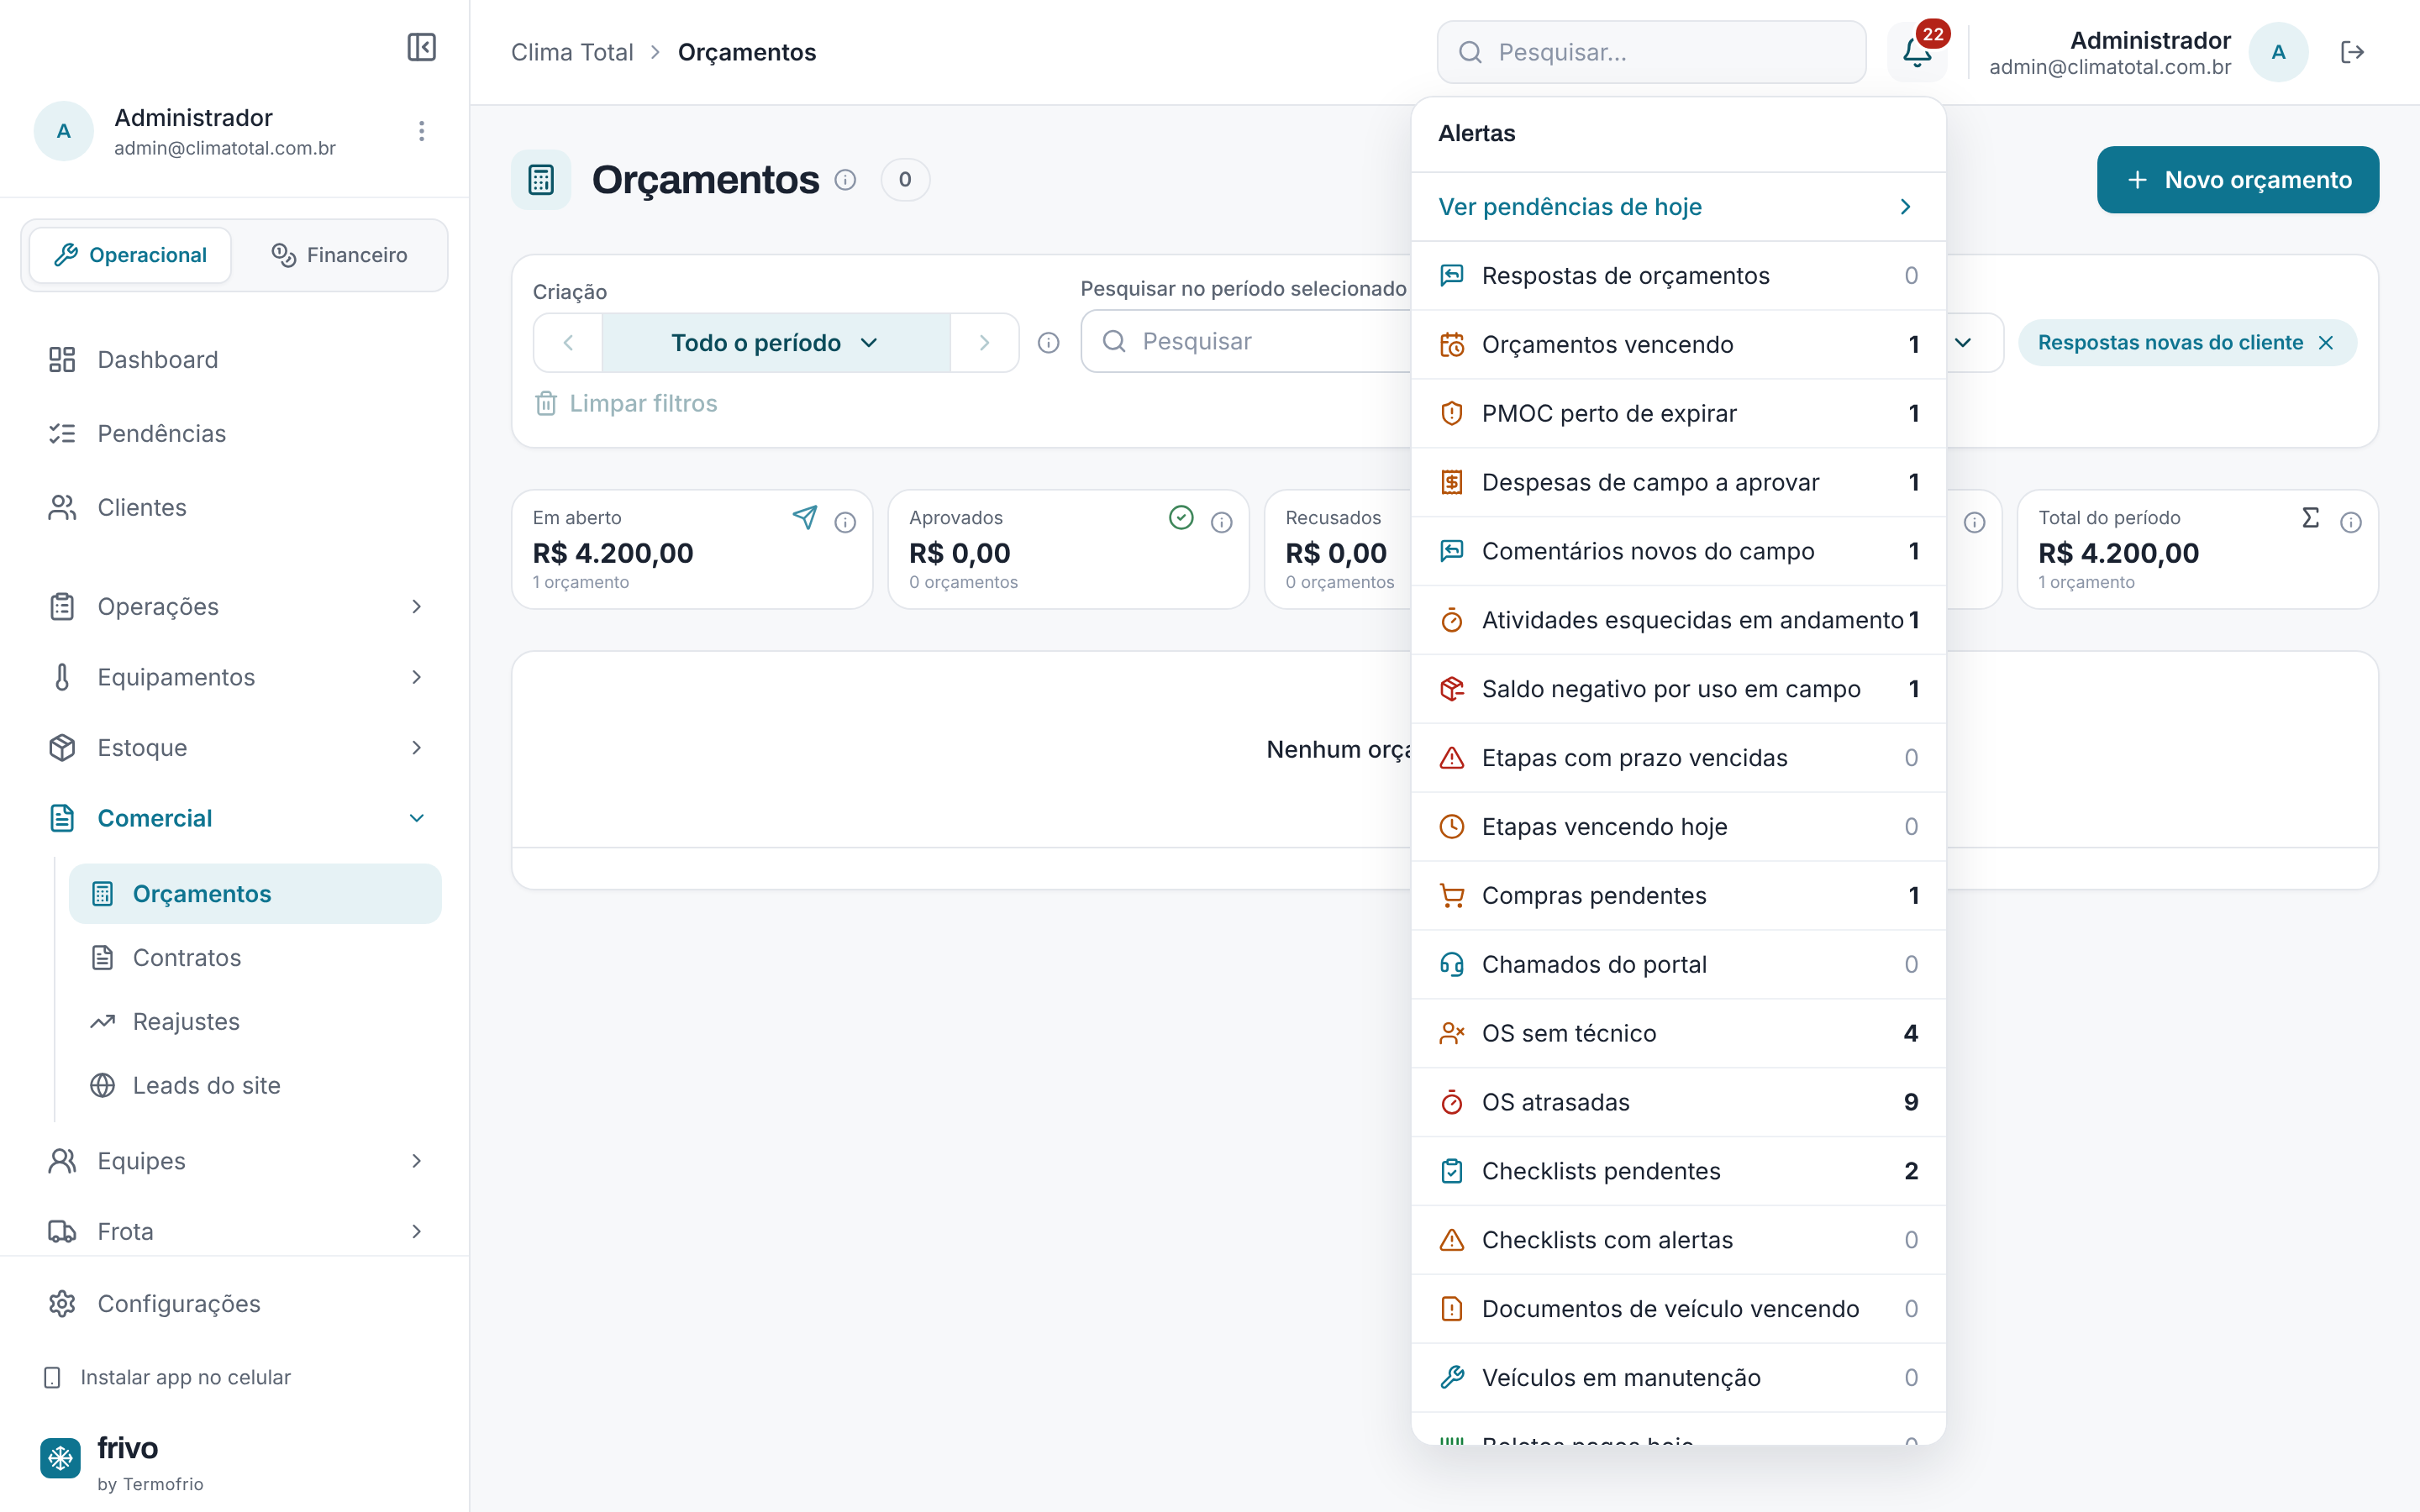 Administrador
admin@climatotal.com.br
A
Operacional
Financeiro
Dashboard
Pendências
Clientes
Operações
Equipamentos
Estoque
Comercial
Orçamentos
Contratos
Reajustes
Leads do site
Equipes
Frota
Configurações
Instalar app no celular
frivo
by Termofrio
Clima Total > Orçamentos
Pesquisar...
22
Administrador
admin@climatotal.com.br
A
Orçamentos
0
Novo orçamento
Criação
Todo o período
Pesquisar no período selecionado
Pesquisar
Respostas novas do cliente
Limpar filtros
Em aberto
R$ 4.200,00
1 orçamento
Aprovados
R$ 0,00
0 orçamentos
Recusados
R$ 0,00
0 orçamentos
Total do período
R$ 4.200,00
1 orçamento
Nenhum
Alertas
Ver pendências de hoje
Respostas de orçamentos 0
Orçamentos vencendo 1
PMOC perto de expirar 1
Despesas de campo a aprovar 1
Comentários novos do campo 1
Atividades esquecidas em andamento 1
Saldo negativo por uso em campo 1
Etapas com prazo vencidas 0
Etapas vencendo hoje 0
Compras pendentes 1
Chamados do portal 0
OS sem técnico 4
OS atrasadas 9
Checklists pendentes 2
Checklists com alertas 0
Documentos de veículo vencendo 0
Veículos em manutenção 0